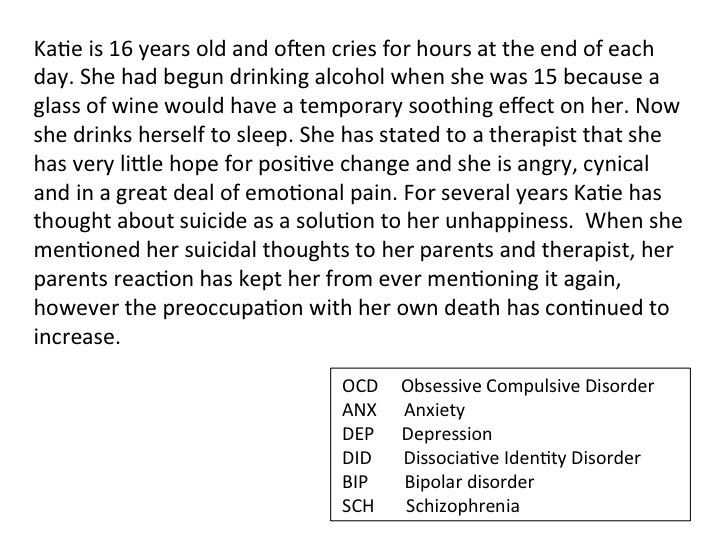 Katie is 16 years old and often cries for hours at the end of each
day. She had begun drinking alcohol when she was 15 because a
glass of wine would have a temporary soothing effect on her. Now
she drinks herself to sleep. She has stated to a therapist that she
has very little hope for positive change and she is angry, cynical
and in a great deal of emotional pain. For several years Katie has
thought about suicide as a solution to her unhappiness.  When she
mentioned her suicidal thoughts to her parents and therapist, her
parents reaction has kept her from ever mentioning it again,
however the preoccupation with her own death has continued to
increase.
OCD Obsessive Compulsive Disorder
ANX Anxiety
DEP Depression
DID Dissociative Identity Disorder
BIP Bipolar disorder
SCH Schizophrenia